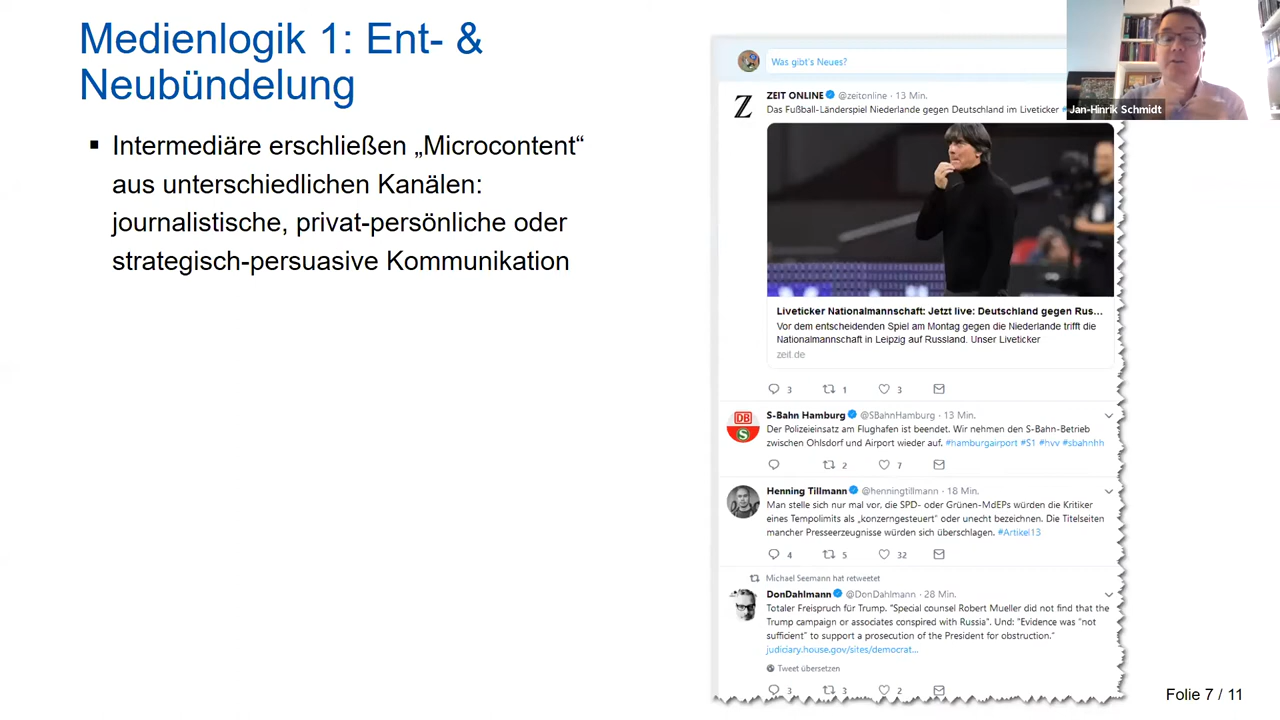 Medienlogik 1: Ent- &
Neubündelung
▪ Intermediäre erschließen „Microcontent“
aus unterschiedlichen Kanälen:
journalistische, privat-persönliche oder
strategisch-persuasive Kommunikation
Was gibt's Neues?
ZEIT ONLINE @zeitonline · 13 Min.
Das Fußball-Länderspiel Niederlande gegen Deutschland im Liveticker #
Liveticker Nationalmannschaft: Jetzt live: Deutschland gegen Rus...
Vor dem entscheidenden Spiel am Montag gegen die Niederlande trifft die
Nationalmannschaft in Leipzig auf Russland. Unser Liveticker
zeit.de
3 1 3
DB
S
S-Bahn Hamburg @SBahnHamburg · 13 Min.
Der Polizeieinsatz am Flughafen ist beendet. Wir nehmen den S-Bahn-Betrieb
zwischen Ohlsdorf und Airport wieder auf. #hamburgairport #S1 #hvv #sbahnhh
2 7
Henning Tillmann @henningtillmann · 18 Min.
Man stelle sich nur mal vor, die SPD- oder Grünen-MdEPs würden die Kritiker
eines Tempolimits als „konzerngesteuert“ oder unecht bezeichnen. Die Titelseiten
mancher Presseerzeugnisse würden sich überschlagen. #Artikel13
4 5 32
Michael Seemann hat retweetet
DonDahlmann @DonDahlmann · 28 Min.
Totaler Freispruch für Trump. "Special counsel Robert Mueller did not find that the
Trump campaign or associates conspired with Russia". Und: "Evidence was "not
sufficient" to support a prosecution of the President for obstruction."
judiciary.house.gov/sites/democrat...
Tweet übersetzen
3 3 2
Jan-Hinrik Schmidt
Folie 7 / 11